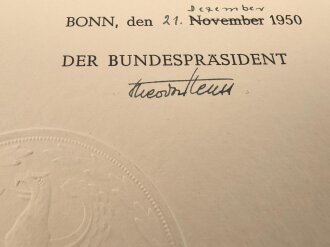 Dezember
BONN, den 21. November 1950
DER BUNDESPRÄSIDENT
Theodor Heuss